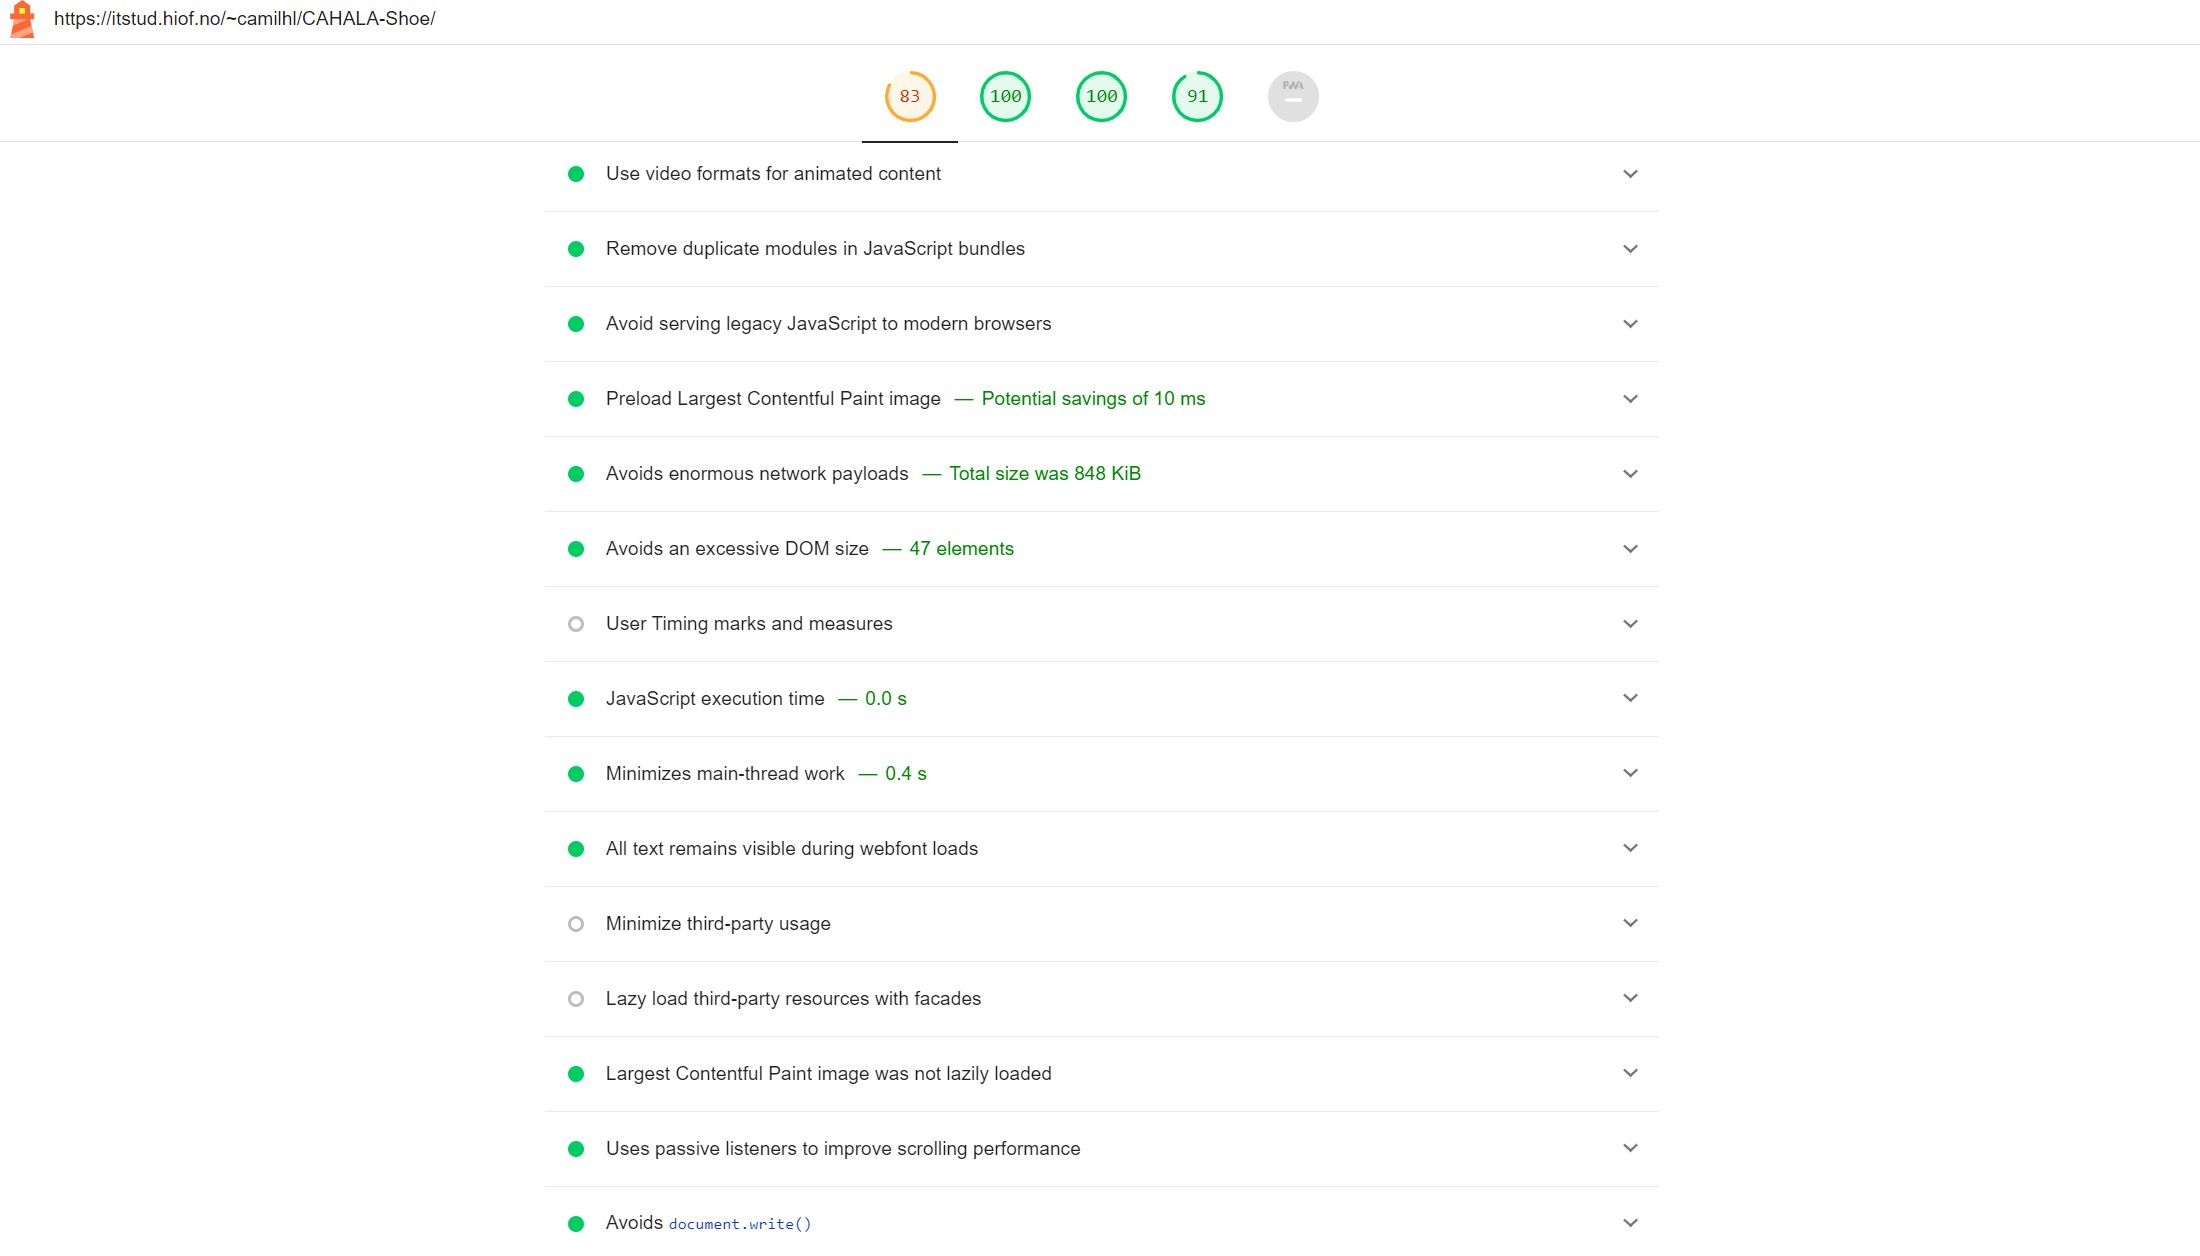 https://itstud.hiof.no/~camilhl/CAHALA-Shoe/
83 100 100 91 PWA
Use video formats for animated content
Remove duplicate modules in JavaScript bundles
Avoid serving legacy JavaScript to modern browsers
Preload Largest Contentful Paint image — Potential savings of 10 ms
Avoids enormous network payloads — Total size was 848 KiB
Avoids an excessive DOM size — 47 elements
User Timing marks and measures
JavaScript execution time — 0.0 s
Minimizes main-thread work — 0.4 s
All text remains visible during webfont loads
Minimize third-party usage
Lazy load third-party resources with facades
Largest Contentful Paint image was not lazily loaded
Uses passive listeners to improve scrolling performance
Avoids document.write()